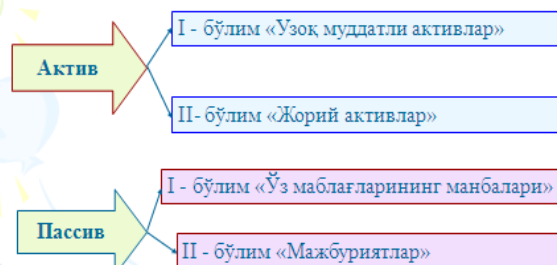 Актив
I - бўлим «Узоқ муддатли активлар»
II- бўлим «Жорий активлар»
Пассив
I - бўлим «Ўз маблағларининг манбалари»
II - бўлим «Мажбуриятлар»